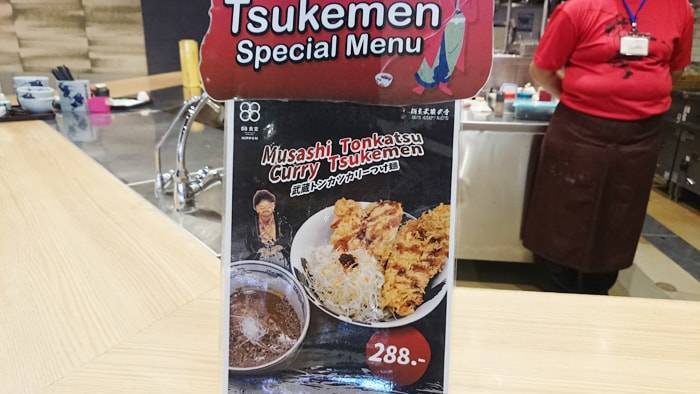 Tsukemen
Special Menu
Musashi Tonkatsu
Curry Tsukemen
武蔵トンカツカリーつけ麺
288.-